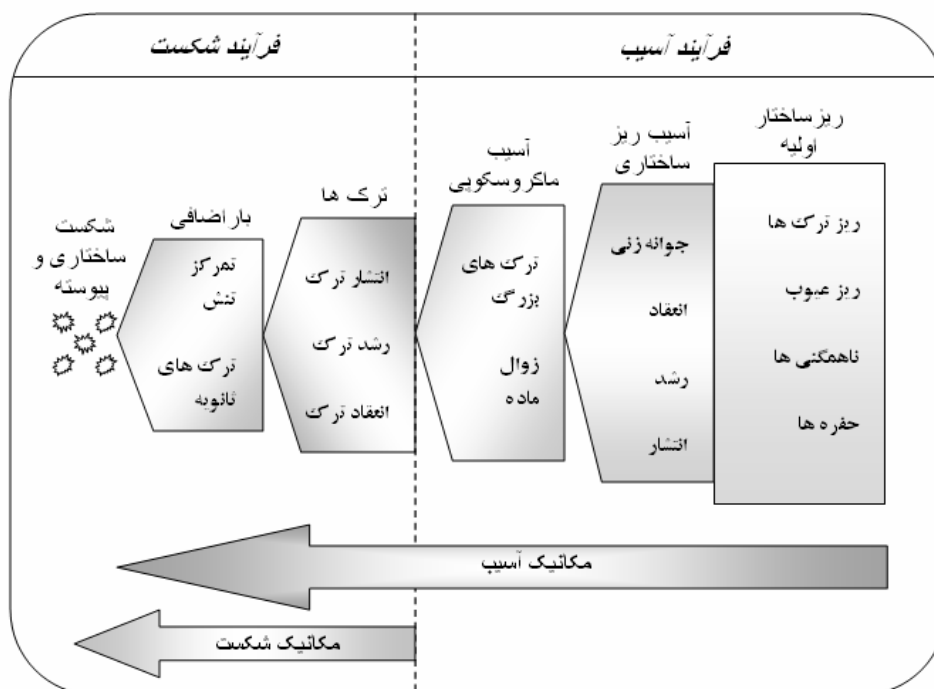 فرآیند آسیب
فرآیند شکست
ریز ساختار
اولیه
ریز ترک ها
ریز عیوب
ناهمگنی ها
حفره ها
آسیب ریز
ساختاری
جوانه زنی
انعقاد
رشد
انتشار
آسیب
ماکروسکوپی
ترک های
بزرگ
زوال
ماده
ترک ها
انتشار ترک
رشد ترک
انعقاد ترک
بار اضافی
تمرکز
تنش
ترک های
ثانویه
شکست
ساختاری و
پیوسته
مکانیک آسیب
مکانیک شکست